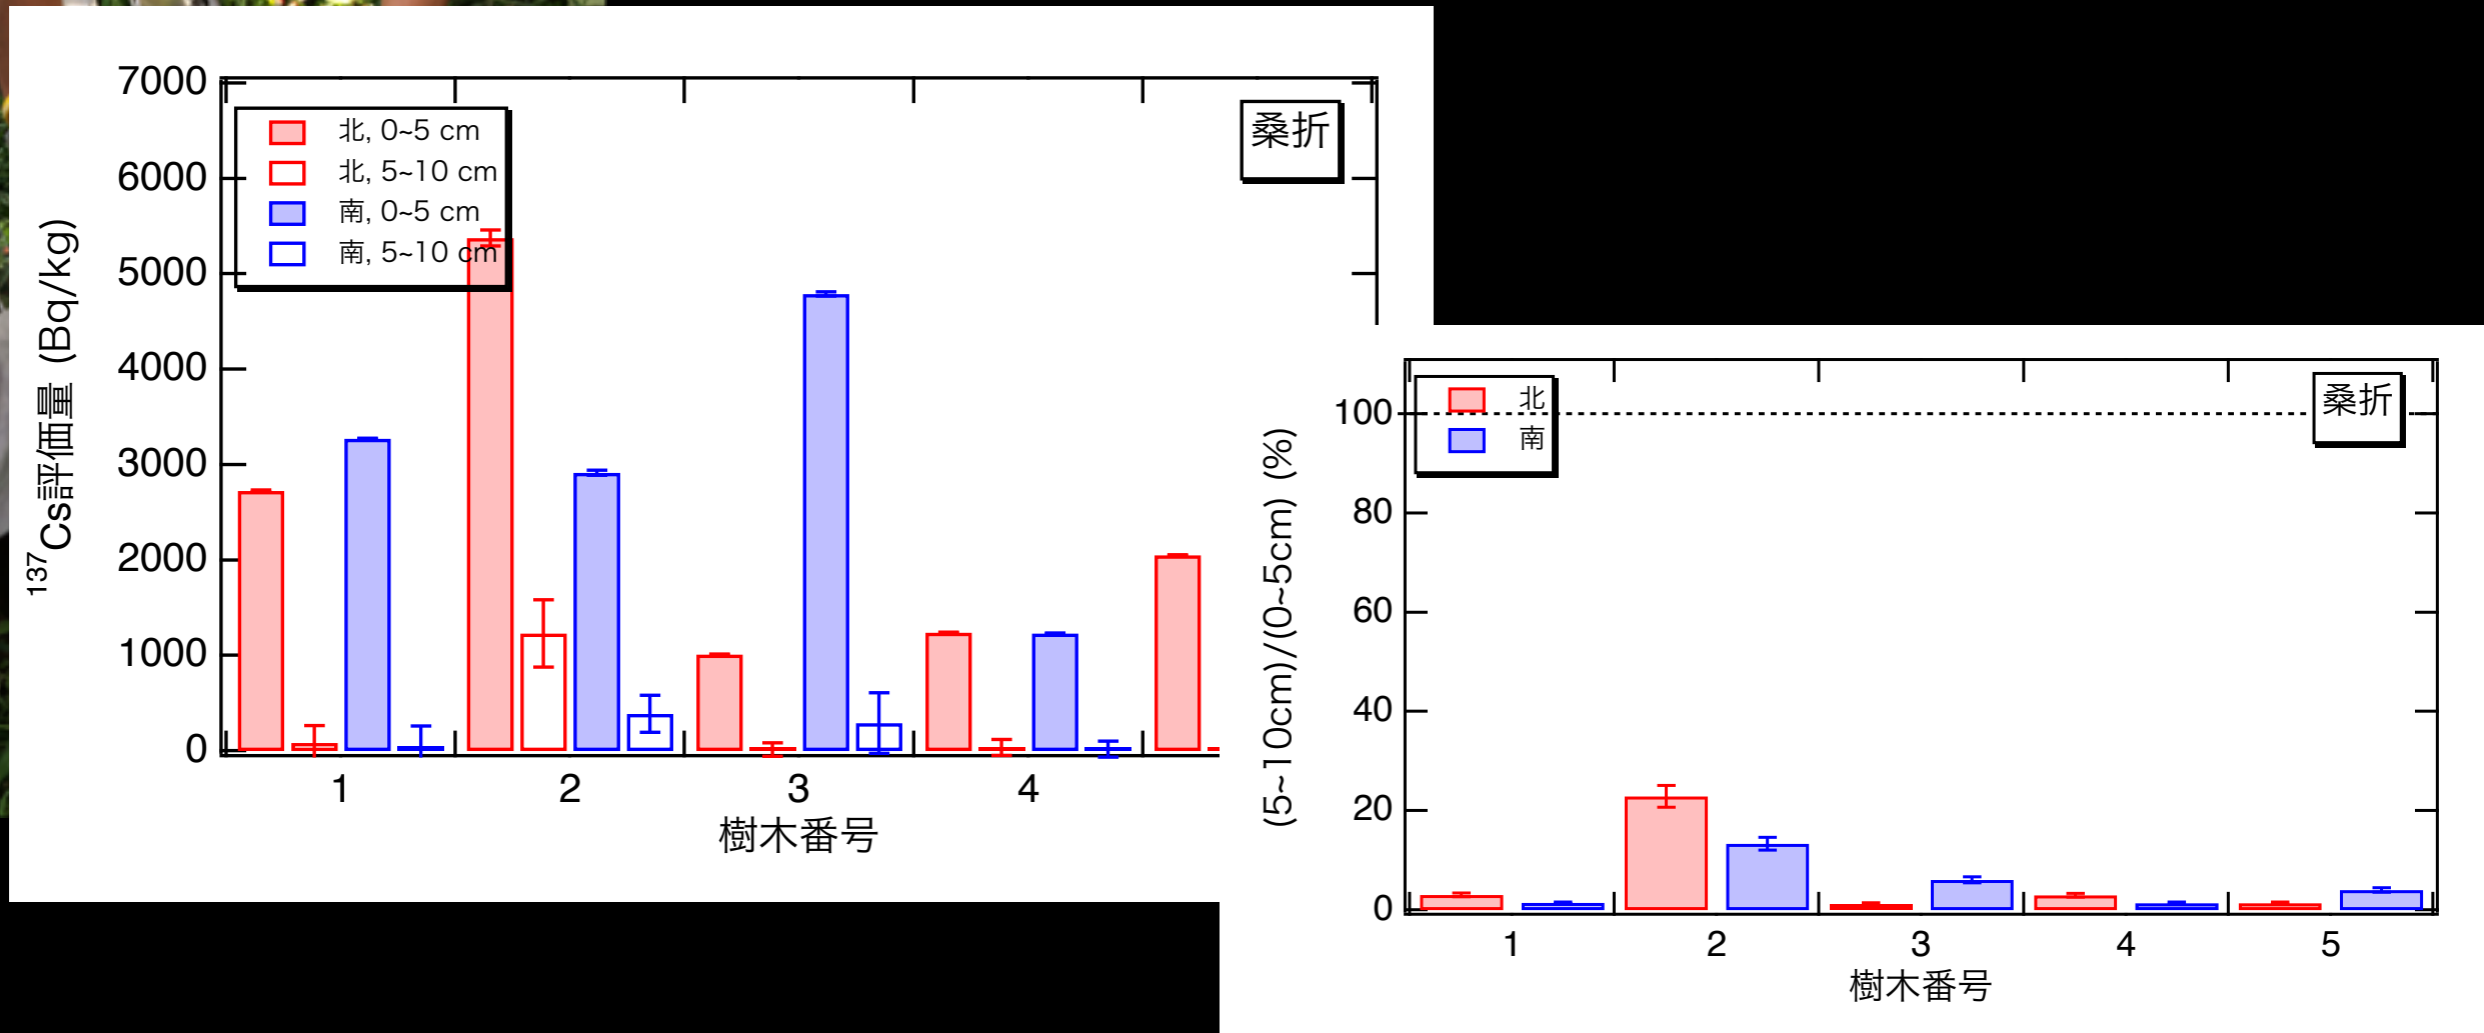 7000
6000
5000
4000
3000
2000
1000
0
137Cs評価量 (Bq/kg)
北, 0~5 cm
北, 5~10 cm
南, 0~5 cm
南, 5~10 cm
桑折
1 2 3 4
樹木番号
100
80
60
40
20
0
(5~10cm)/(0~5cm) (%)
北
南
桑折
1 2 3 4 5
樹木番号